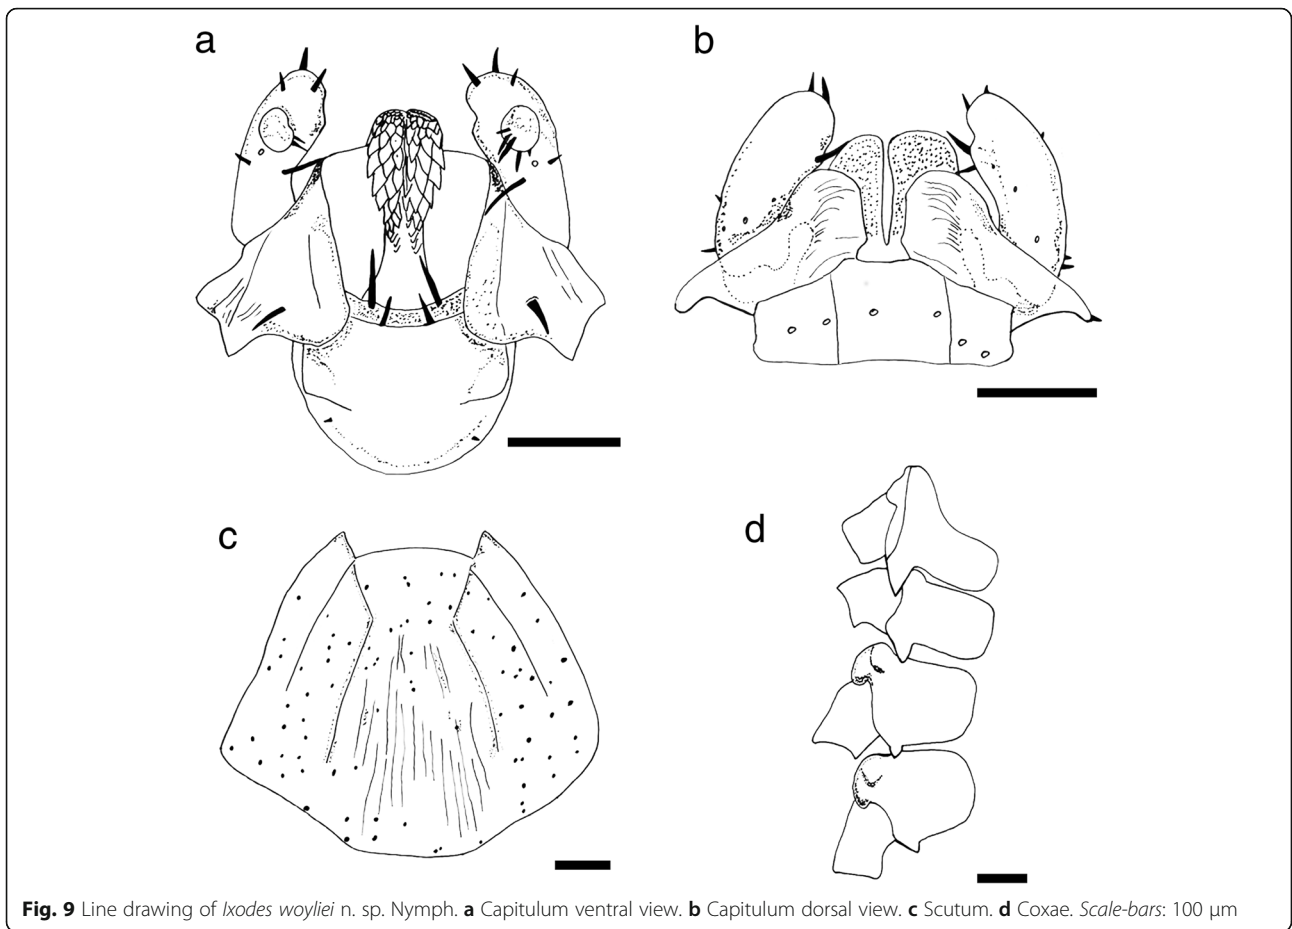 a
b
c
d
Fig. 9 Line drawing of Ixodes woyliei n. sp. Nymph. a Capitulum ventral view. b Capitulum dorsal view. c Scutum. d Coxae. Scale-bars: 100 μm